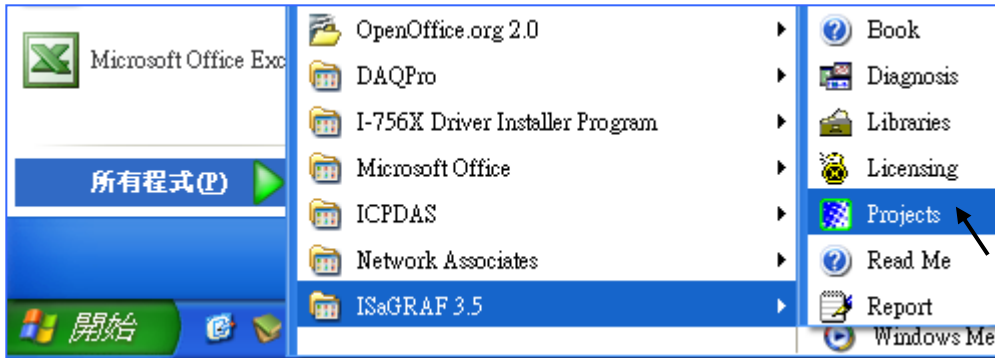 Microsoft Office Exc
所有程式(P)
開始
OpenOffice.org 2.0
DAQPro
I-756X Driver Installer Program
Microsoft Office
ICPDAS
Network Associates
ISaGRAF 3.5
Book
Diagnosis
Libraries
Licensing
Projects
Read Me
Report
Windows Me